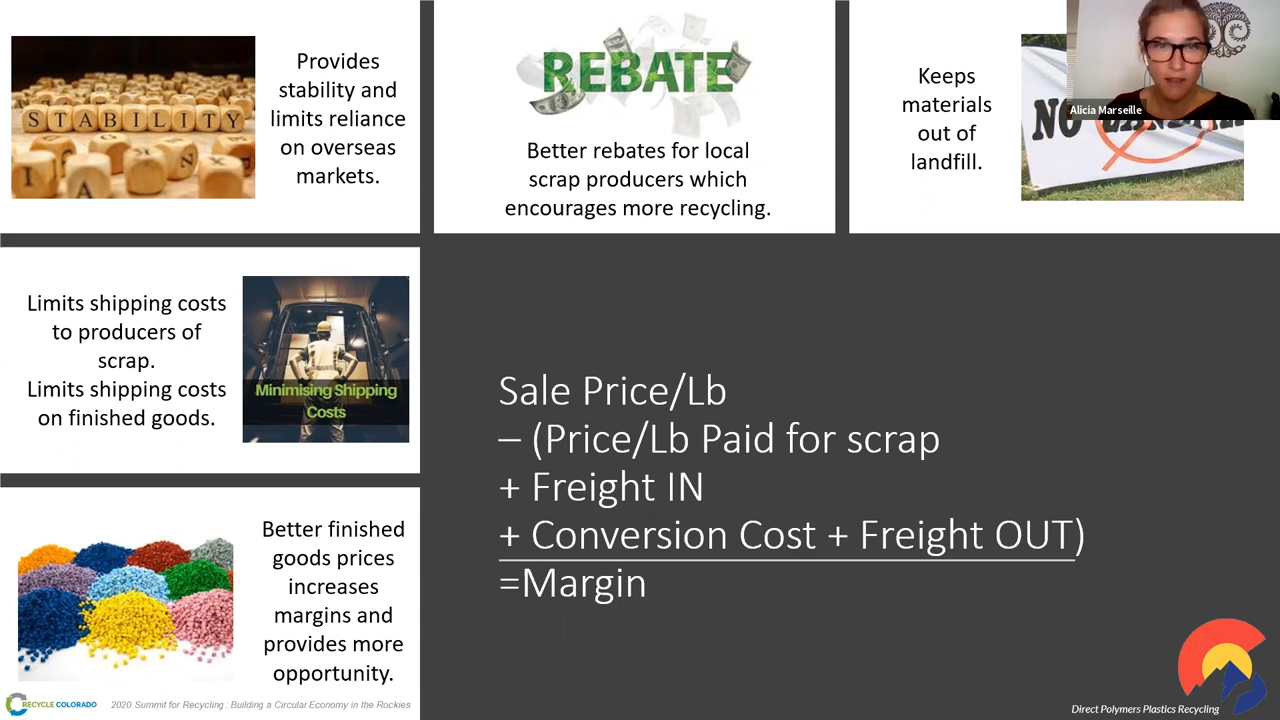 STABILITY
Provides
stability and
limits reliance
on overseas
markets.
REBATE
Better rebates for local
scrap producers which
encourages more recycling.
Keeps
materials
out of
landfill.
NO
Alicia Marseille
Limits shipping costs
to producers of
scrap.
Limits shipping costs
on finished goods.
Minimising Shipping
Costs
Sale Price/Lb
– (Price/Lb Paid for scrap
+ Freight IN
+ Conversion Cost + Freight OUT)
=Margin
Better finished
goods prices
increases
margins and
provides more
opportunity.
RECYCLE COLORADO
2020 Summit for Recycling : Building a Circular Economy in the Rockies
Direct Polymers Plastics Recycling